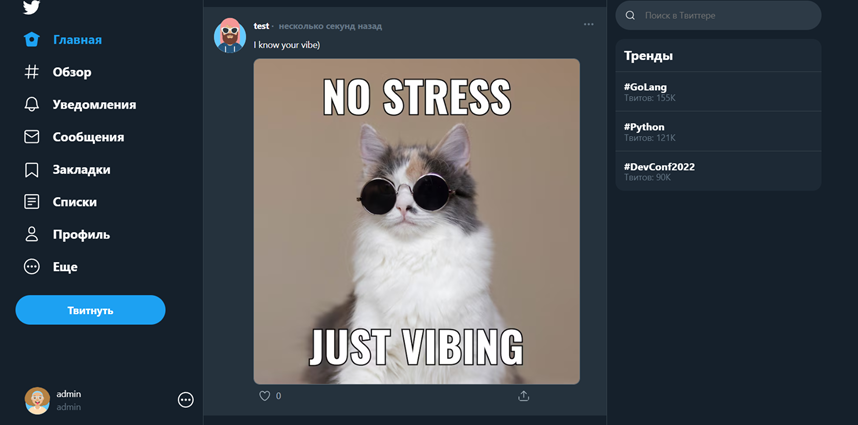 Главная
Обзор
Уведомления
Сообщения
Закладки
Списки
Профиль
Еще
Твитнуть
admin
admin
test · несколько секунд назад
I know your vibe)
NO STRESS
JUST VIBING
0
Поиск в Твиттере
Тренды
#GoLang
Твитов: 155K
#Python
Твитов: 121K
#DevConf2022
Твитов: 90K